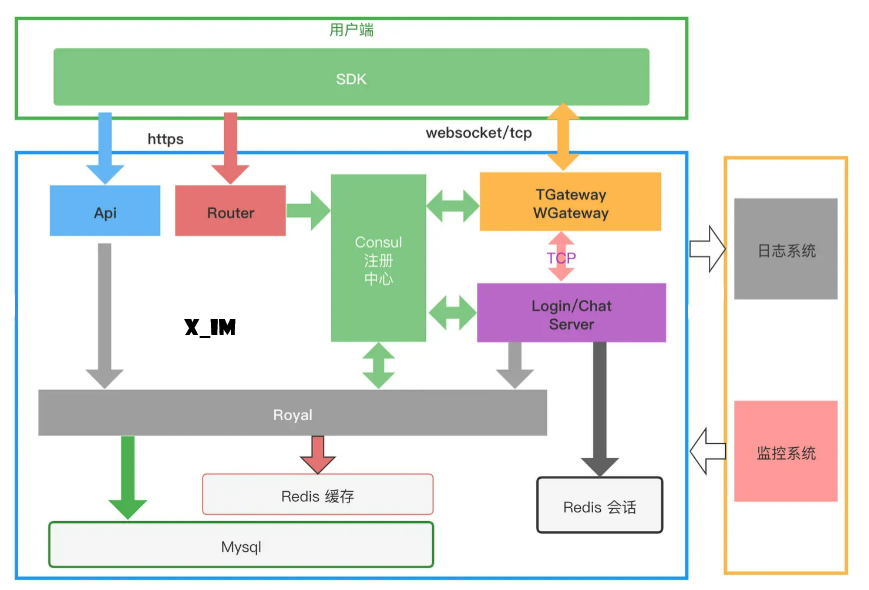 用户端
SDK
https
websocket/tcp
Api
Router
Consul
注册
中心
TGateway
WGateway
TCP
Login/Chat
Server
X_IM
Royal
Redis 缓存
Redis 会话
Mysql
日志系统
监控系统